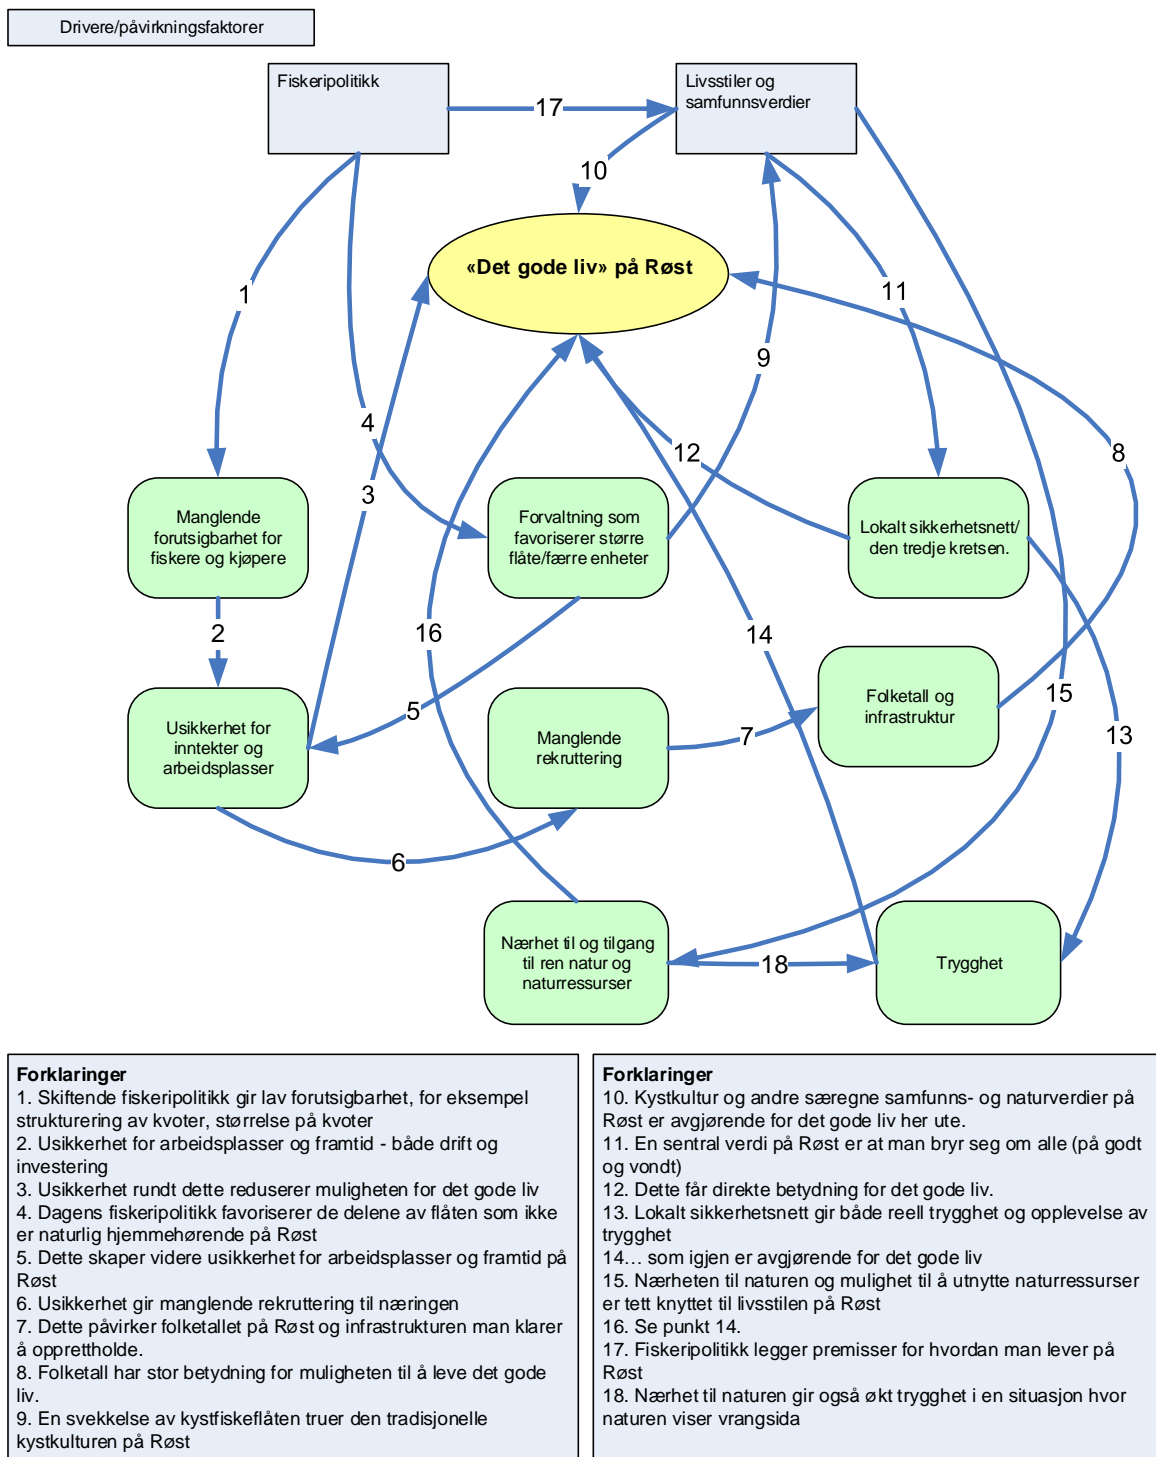 Drivere/påvirkningsfaktorer
Fiskeripolitikk
Livsstiler og
samfunnsverdier
17
10
«Det gode liv» på Røst
1
11
9
4
8
12
3
Manglende
forutsigbarhet for
fiskere og kjøpere
Forvaltning som
favoriserer større
flåte/færre enheter
Lokalt sikkerhetsnett/
den tredje kretsen.
2
16
14
15
5
7
13
Usikkerhet for
inntekter og
arbeidsplasser
Manglende
rekruttering
Folketall og
infrastruktur
6
Nærhet til og tilgang
til ren natur og
naturressurser
18
Trygghet
Forklaringer
1. Skiftende fiskeripolitikk gir lav forutsigbarhet, for eksempel
strukturering av kvoter, størrelse på kvoter
2. Usikkerhet for arbeidsplasser og framtid - både drift og
investering
3. Usikkerhet rundt dette reduserer muligheten for det gode liv
4. Dagens fiskeripolitikk favoriserer de delene av flåten som ikke
er naturlig hjemmehørende på Røst
5. Dette skaper videre usikkerhet for arbeidsplasser og framtid på
Røst
6. Usikkerhet gir manglende rekruttering til næringen
7. Dette påvirker folketallet på Røst og infrastrukturen man klarer
å opprettholde.
8. Folketall har stor betydning for muligheten til å leve det gode
liv.
9. En svekkelse av kystfiskeflåten truer den tradisjonelle
kystkulturen på Røst
Forklaringer
10. Kystkultur og andre særegne samfunns- og naturverdier på
Røst er avgjørende for det gode liv her ute.
11. En sentral verdi på Røst er at man bryr seg om alle (på godt
og vondt)
12. Dette får direkte betydning for det gode liv.
13. Lokalt sikkerhetsnett gir både reell trygghet og opplevelse av
trygghet
14… som igjen er avgjørende for det gode liv
15. Nærheten til naturen og mulighet til å utnytte naturressurser
er tett knyttet til livsstilen på Røst
16. Se punkt 14.
17. Fiskeripolitikk legger premisser for hvordan man lever på
Røst
18. Nærhet til naturen gir også økt trygghet i en situasjon hvor
naturen viser vrangsida